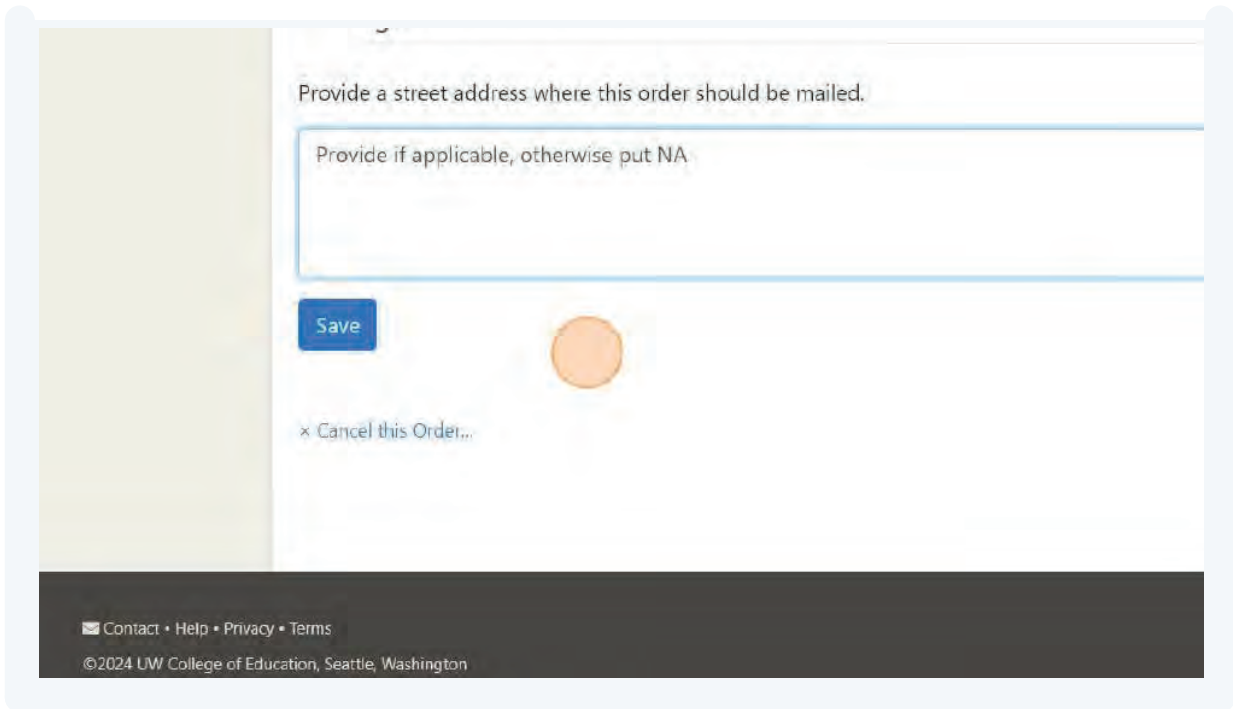 Provide a street address where this order should be mailed.
Provide if applicable, otherwise put NA
Save
× Cancel this Order...
Contact • Help • Privacy • Terms
©2024 UW College of Education, Seattle, Washington